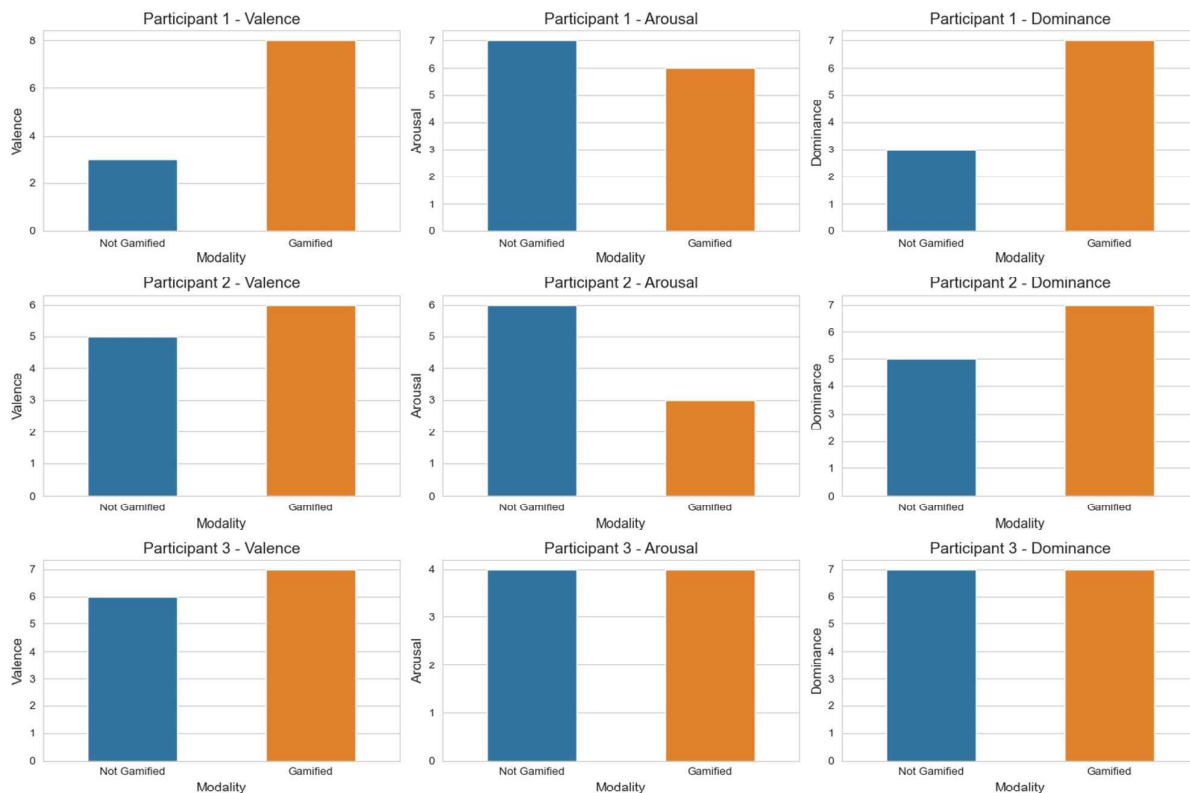 Participant 1 - Valence
Participant 1 - Arousal
Participant 1 - Dominance
8
6
4
2
0
Valence
Not Gamified
Gamified
Modality
7
6
5
4
3
2
1
0
Arousal
Not Gamified
Gamified
Modality
7
6
5
4
3
2
1
0
Dominance
Not Gamified
Gamified
Modality
Participant 2 - Valence
Participant 2 - Arousal
Participant 2 - Dominance
6
5
4
3
2
1
0
Valence
Not Gamified
Gamified
Modality
6
5
4
3
2
1
0
Arousal
Not Gamified
Gamified
Modality
7
6
5
4
3
2
1
0
Dominance
Not Gamified
Gamified
Modality
Participant 3 - Valence
Participant 3 - Arousal
Participant 3 - Dominance
7
6
5
4
3
2
1
0
Valence
Not Gamified
Gamified
Modality
4
3
2
1
0
Arousal
Not Gamified
Gamified
Modality
7
6
5
4
3
2
1
0
Dominance
Not Gamified
Gamified
Modality